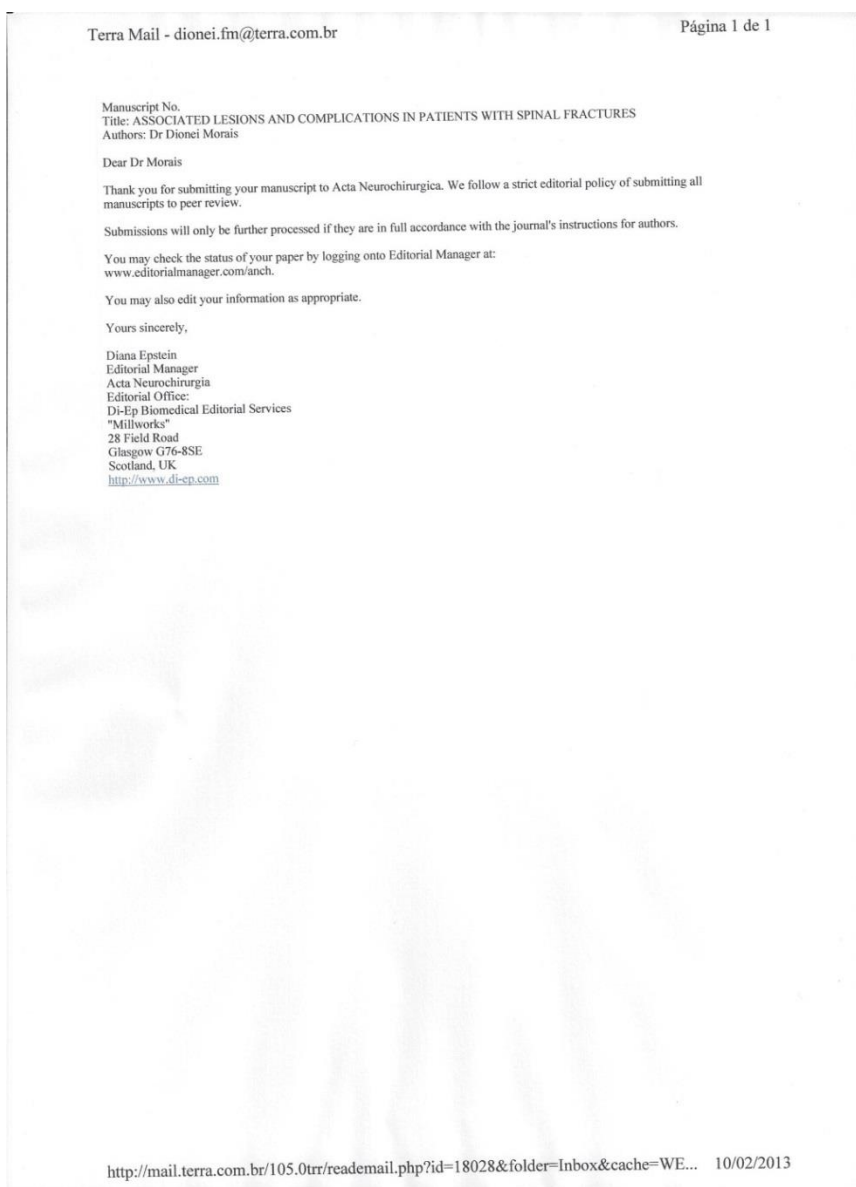 Terra Mail - dionei.fm@terra.com.br
Página 1 de 1
Manuscript No.
Title: ASSOCIATED LESIONS AND COMPLICATIONS IN PATIENTS WITH SPINAL FRACTURES
Authors: Dr Dionei Morais
Dear Dr Morais
Thank you for submitting your manuscript to Acta Neurochirurgica. We follow a strict editorial policy of submitting all
manuscripts to peer review.
Submissions will only be further processed if they are in full accordance with the journal's instructions for authors.
You may check the status of your paper by logging onto Editorial Manager at:
www.editorialmanager.com/anch.
You may also edit your information as appropriate.
Yours sincerely,
Diana Epstein
Editorial Manager
Acta Neurochirurgia
Editorial Office:
Di-Ep Biomedical Editorial Services
"Millworks"
28 Field Road
Glasgow G76-8SE
Scotland, UK
http://www.di-ep.com
http://mail.terra.com.br/105.0trr/reademail.php?id=18028&folder=Inbox&cache=WE... 10/02/2013